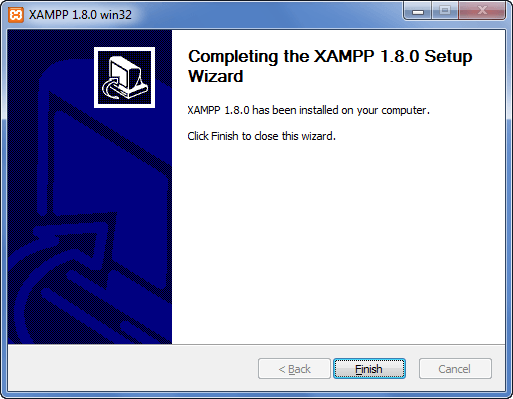 XAMPP 1.8.0 win32
Completing the XAMPP 1.8.0 Setup
Wizard
XAMPP 1.8.0 has been installed on your computer.
Click Finish to close this wizard.
< Back
Finish
Cancel